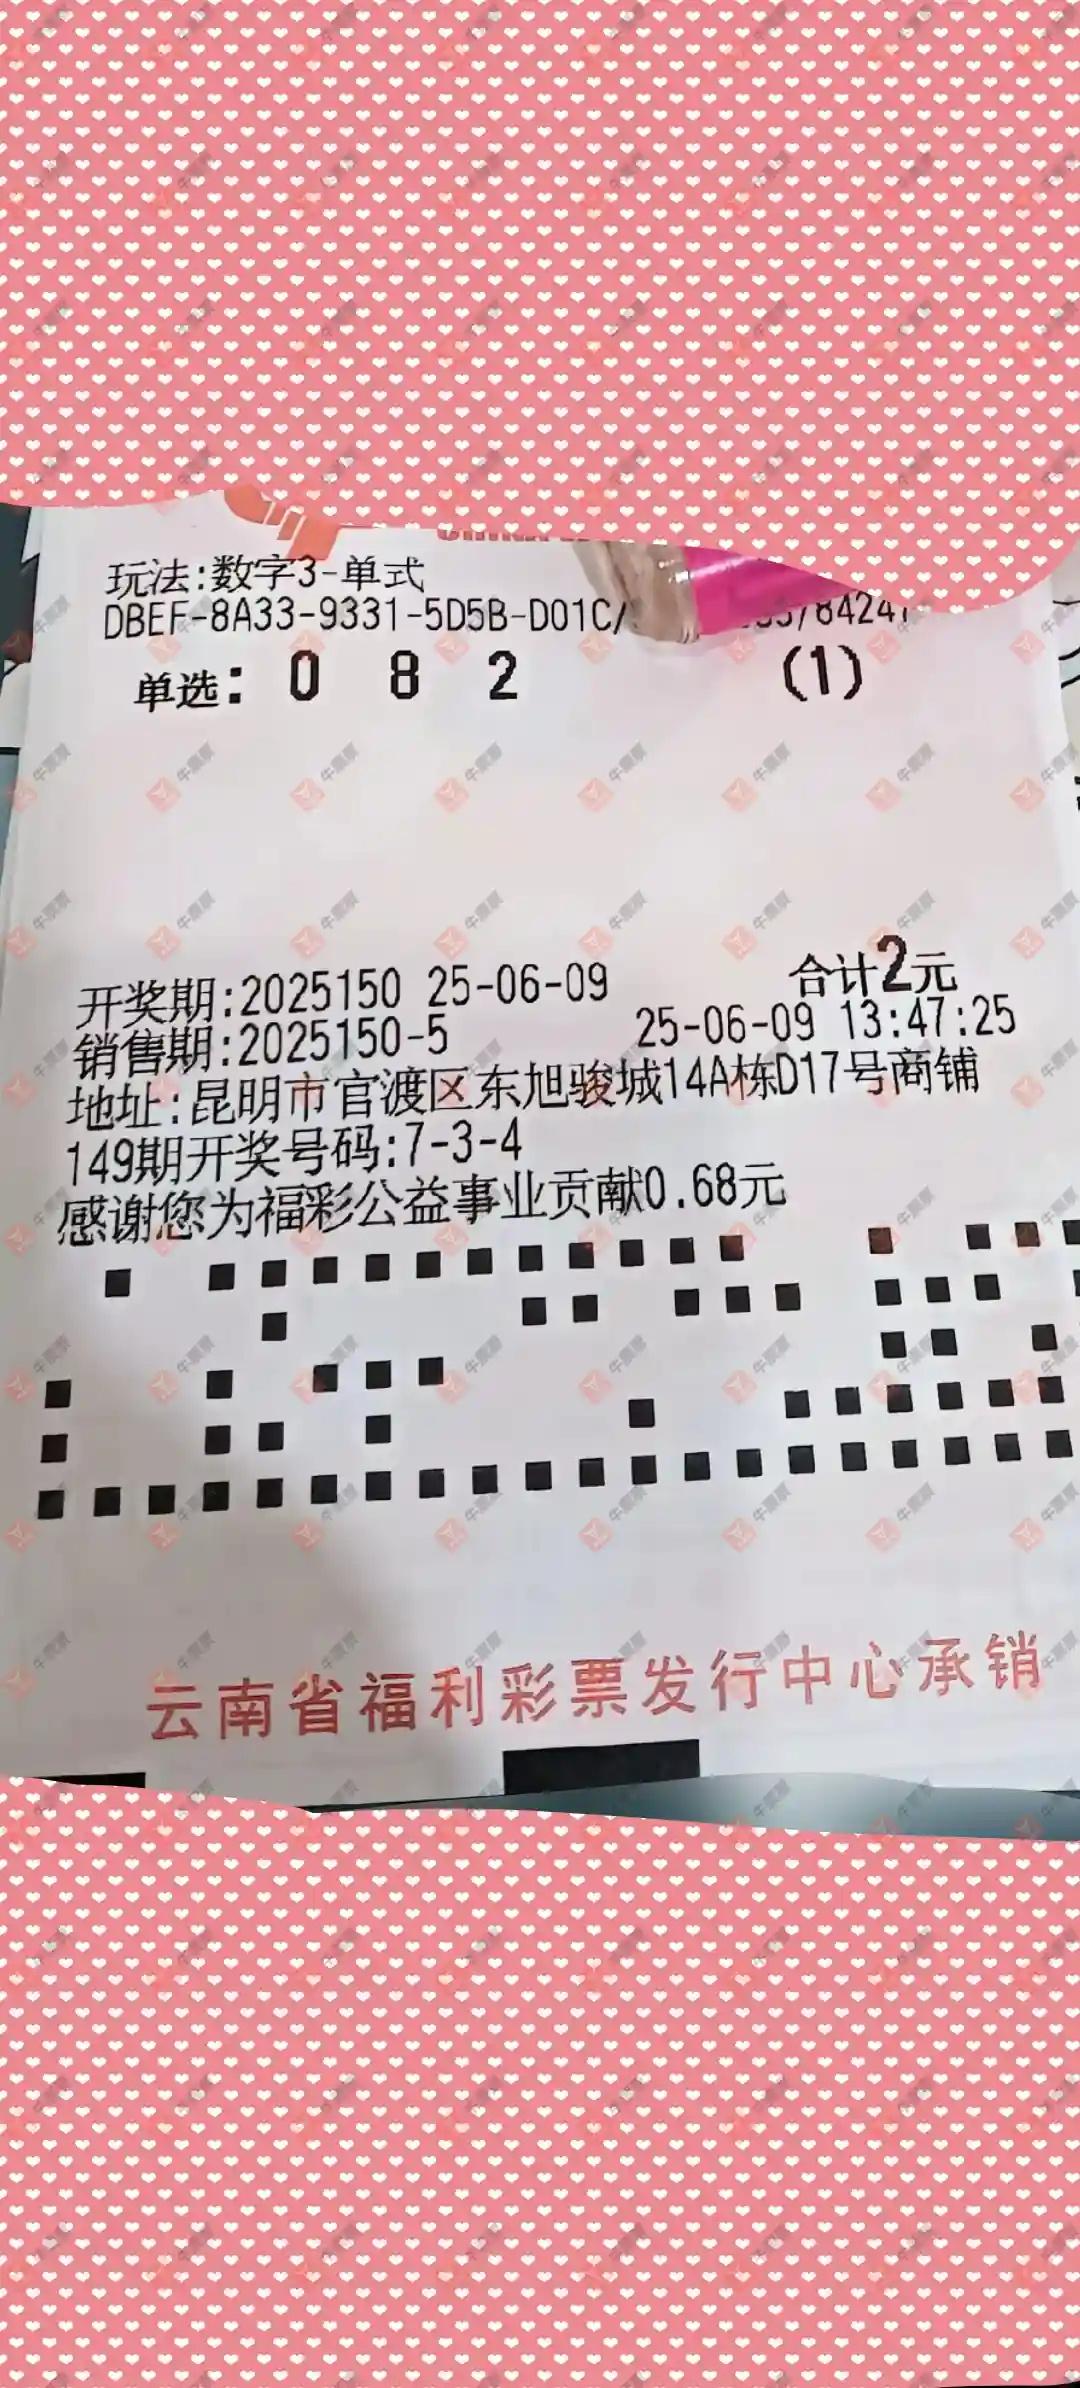 玩法:数字3-单式
DBEF-8A33-9331-5D5B-D01C/ /84241
单选: 0 8 2 (1)
开奖期:2025150 25-06-09 合计2元
销售期:2025150-5 25-06-09 13:47:25
地址:昆明市官渡区东旭骏城14A栋D17号商铺
149期开奖号码:7-3-4
感谢您为福彩公益事业贡献0.68元
云南省福利彩票发行中心承销
牛票票